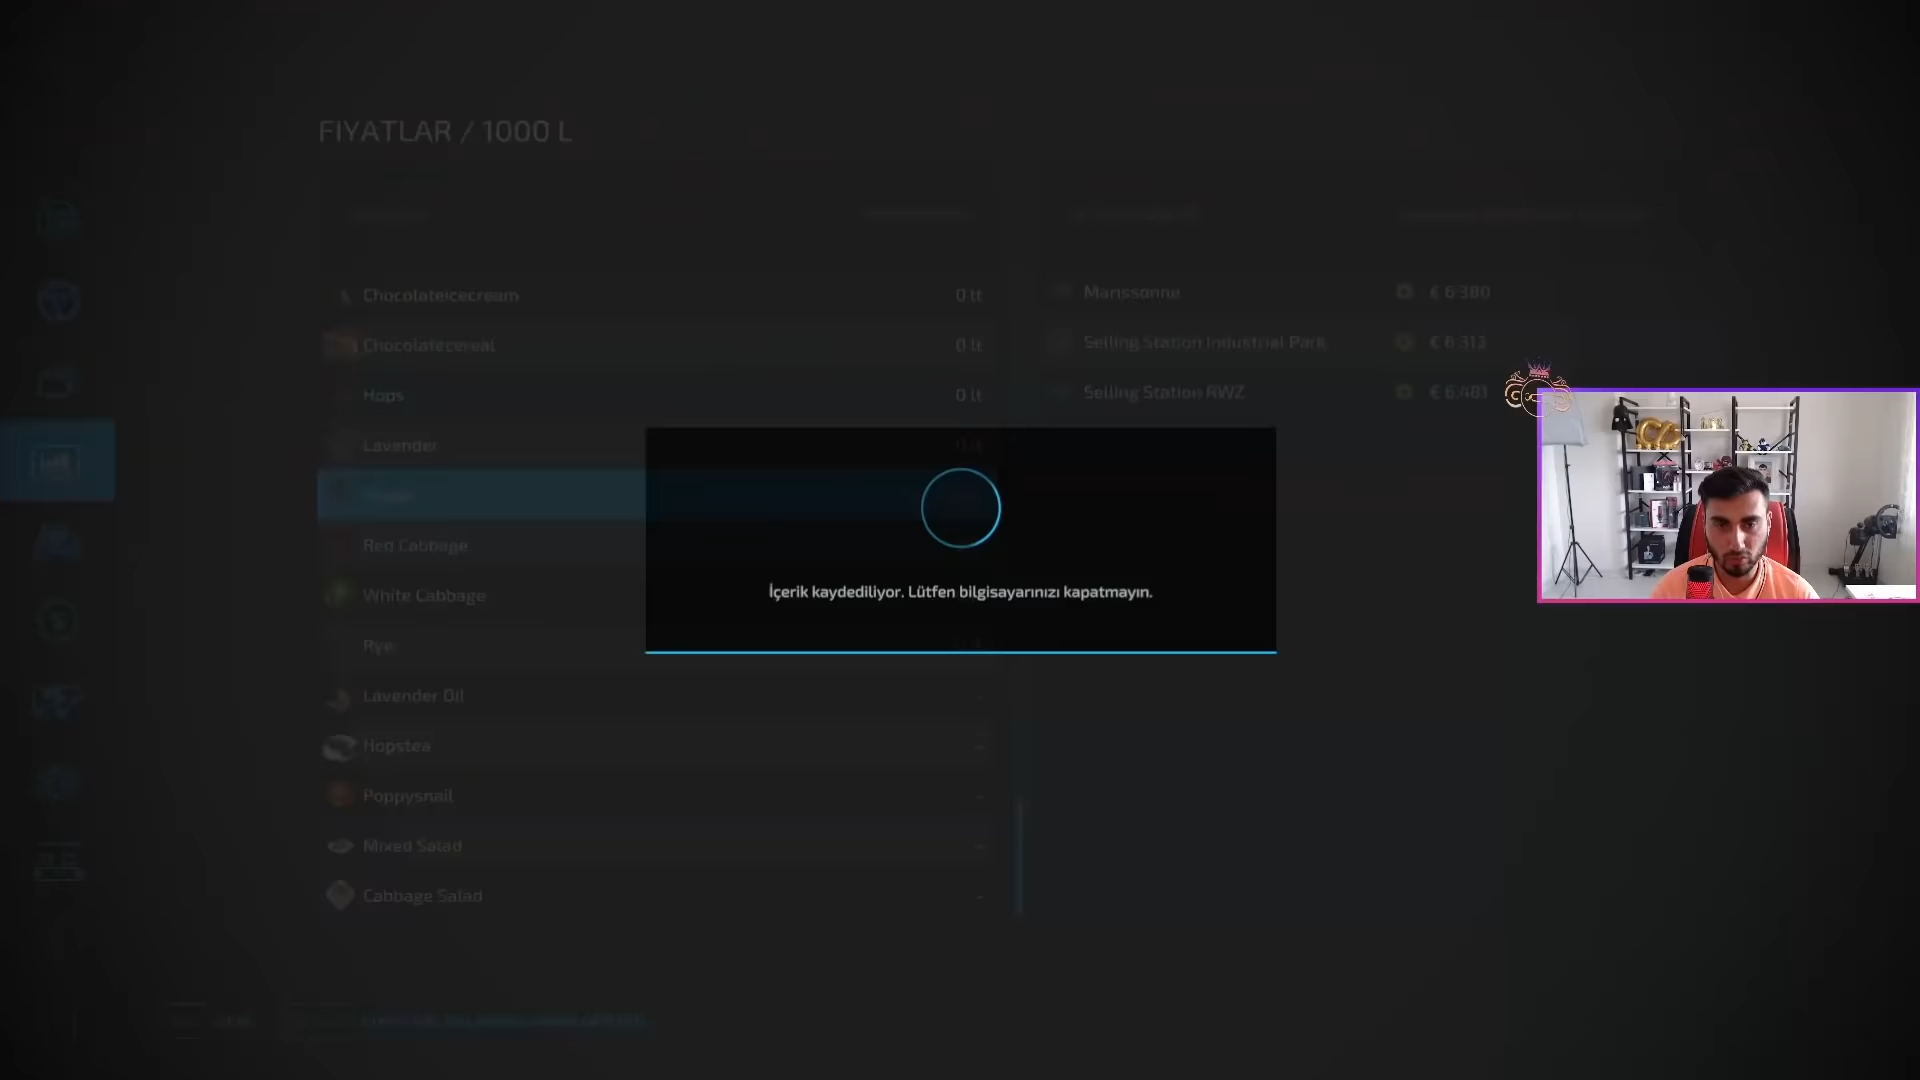 FIYATLAR / 1000 L
Chocolateicecream 0 lt
Chocolatecereal 0 lt
Hops 0 lt
Lavender 0 lt
Red Cabbage
White Cabbage
Rye
Lavender Oil -
Hopstea -
Poppysnail -
Mixed Salad -
Cabbage Salad -
Marissonne € 6.380
Selling Station Industrial Park € 6.313
Selling Station RWZ € 6.481
İçerik kaydediliyor. Lütfen bilgisayarınızı kapatmayın.